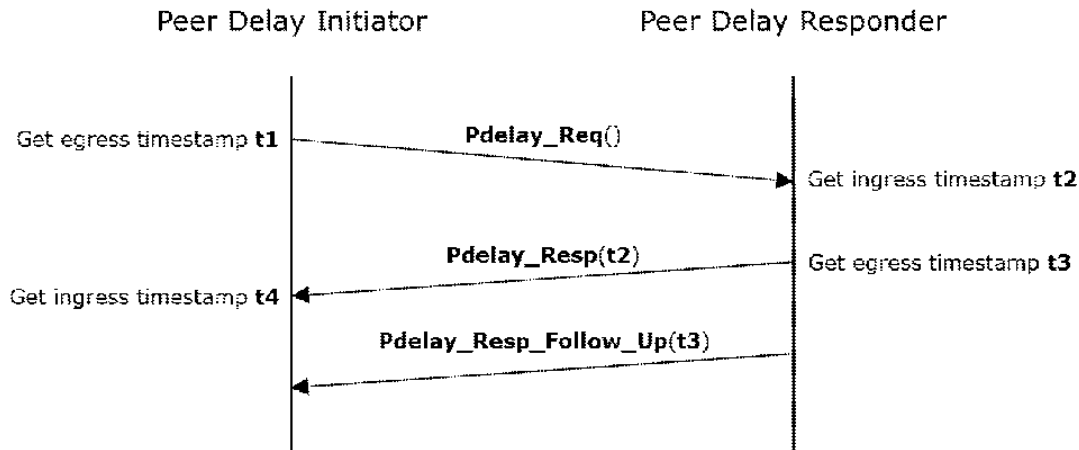 Peer Delay Initiator
Peer Delay Responder
Get egress timestamp t1
Pdelay_Req()
Get ingress timestamp t2
Pdelay_Resp(t2)
Get egress timestamp t3
Get ingress timestamp t4
Pdelay_Resp_Follow_Up(t3)